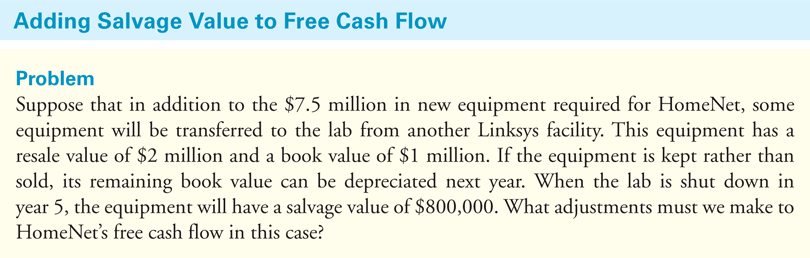 Adding Salvage Value to Free Cash Flow
Problem
Suppose that in addition to the $7.5 million in new equipment required for HomeNet, some
equipment will be transferred to the lab from another Linksys facility. This equipment has a
resale value of $2 million and a book value of $1 million. If the equipment is kept rather than
sold, its remaining book value can be depreciated next year. When the lab is shut down in
year 5, the equipment will have a salvage value of $800,000. What adjustments must we make to
HomeNet's free cash flow in this case?